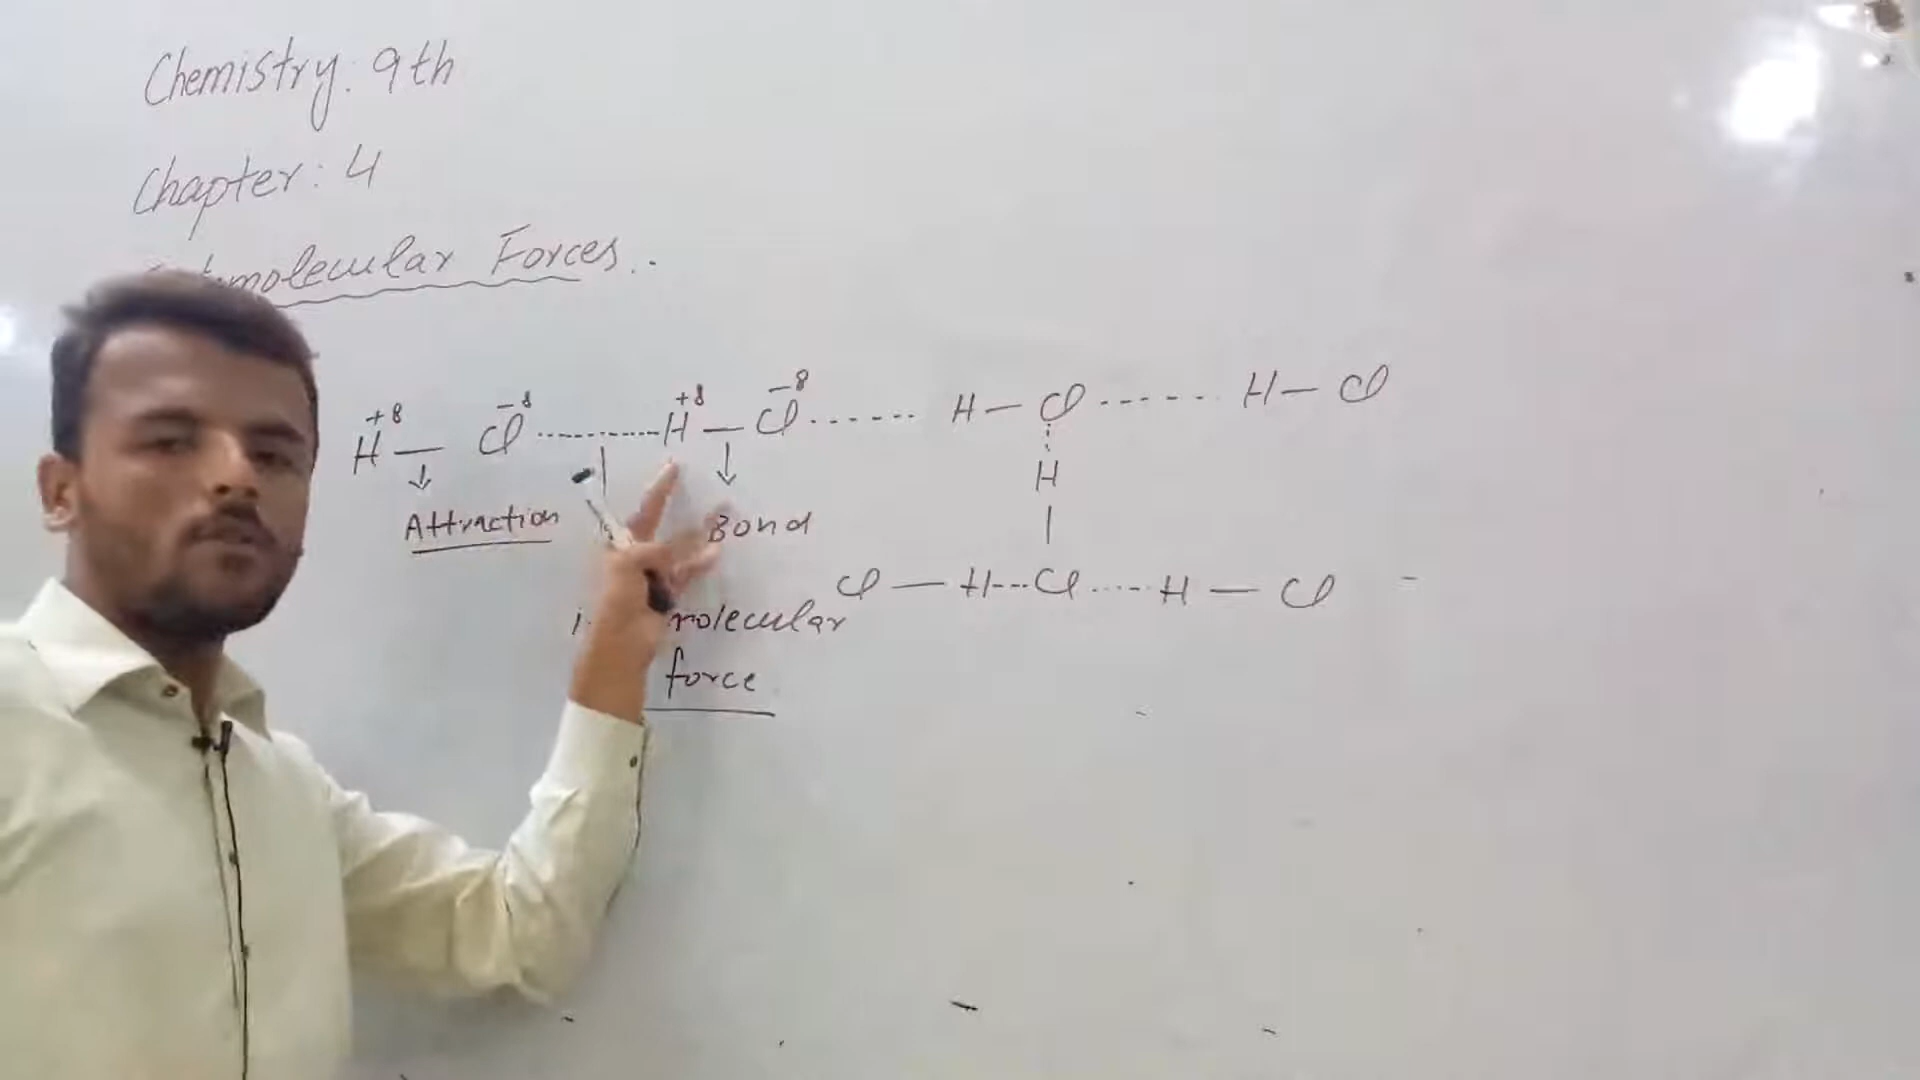 Chemistry: 9th
Chapter: 4
molecular Forces..
+δ -δ +δ -δ
H — Cl ............ H — Cl ...... H — Cl ...... H — Cl
H
|
Attraction Bond
Cl — H --- Cl ..... H — Cl
molecular
force